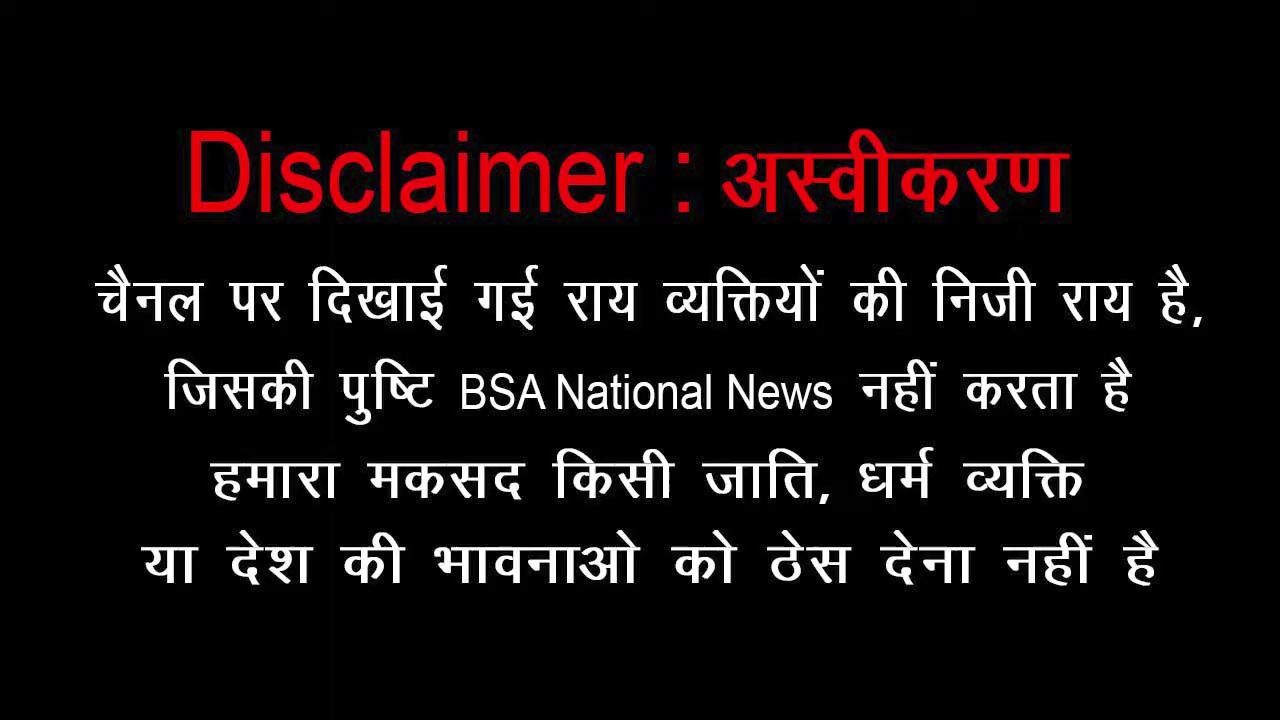 Disclaimer : अस्वीकरण
चैनल पर दिखाई गई राय व्यक्तियों की निजी राय है,
जिसकी पुष्टि BSA National News नहीं करता है
हमारा मकसद किसी जाति, धर्म व्यक्ति
या देश की भावनाओ को ठेस देना नहीं है